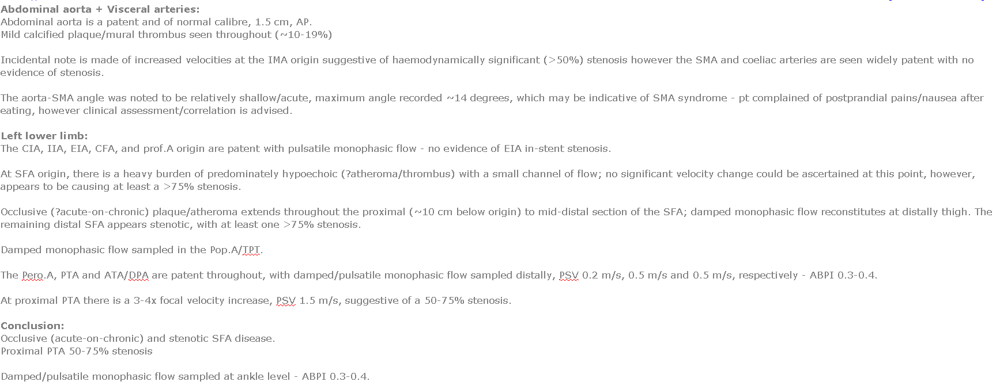 Abdominal aorta + Visceral arteries:
Abdominal aorta is a patent and of normal calibre, 1.5 cm, AP.
Mild calcified plaque/mural thrombus seen throughout (~10-19%)
Incidental note is made of increased velocities at the IMA origin suggestive of haemodynamically significant (>50%) stenosis however the SMA and coeliac arteries are seen widely patent with no
evidence of stenosis.
The aorta-SMA angle was noted to be relatively shallow/acute, maximum angle recorded ~14 degrees, which may be indicative of SMA syndrome - pt complained of postprandial pains/nausea after
eating, however clinical assessment/correlation is advised.
Left lower limb:
The CIA, IIA, EIA, CFA, and prof.A origin are patent with pulsatile monophasic flow - no evidence of EIA in-stent stenosis.
At SFA origin, there is a heavy burden of predominately hypoechoic (?atheroma/thrombus) with a small channel of flow; no significant velocity change could be ascertained at this point, however,
appears to be causing at least a >75% stenosis.
Occlusive (?acute-on-chronic) plaque/atheroma extends throughout the proximal (~10 cm below origin) to mid-distal section of the SFA; damped monophasic flow reconstitutes at distally thigh. The
remaining distal SFA appears stenotic, with at least one >75% stenosis.
Damped monophasic flow sampled in the Pop.A/TPT.
The Pero.A, PTA and ATA/DPA are patent throughout, with damped/pulsatile monophasic flow sampled distally, PSV 0.2 m/s, 0.5 m/s and 0.5 m/s, respectively - ABPI 0.3-0.4.
At proximal PTA there is a 3-4x focal velocity increase, PSV 1.5 m/s, suggestive of a 50-75% stenosis.
Conclusion:
Occlusive (acute-on-chronic) and stenotic SFA disease.
Proximal PTA 50-75% stenosis
Damped/pulsatile monophasic flow sampled at ankle level - ABPI 0.3-0.4.